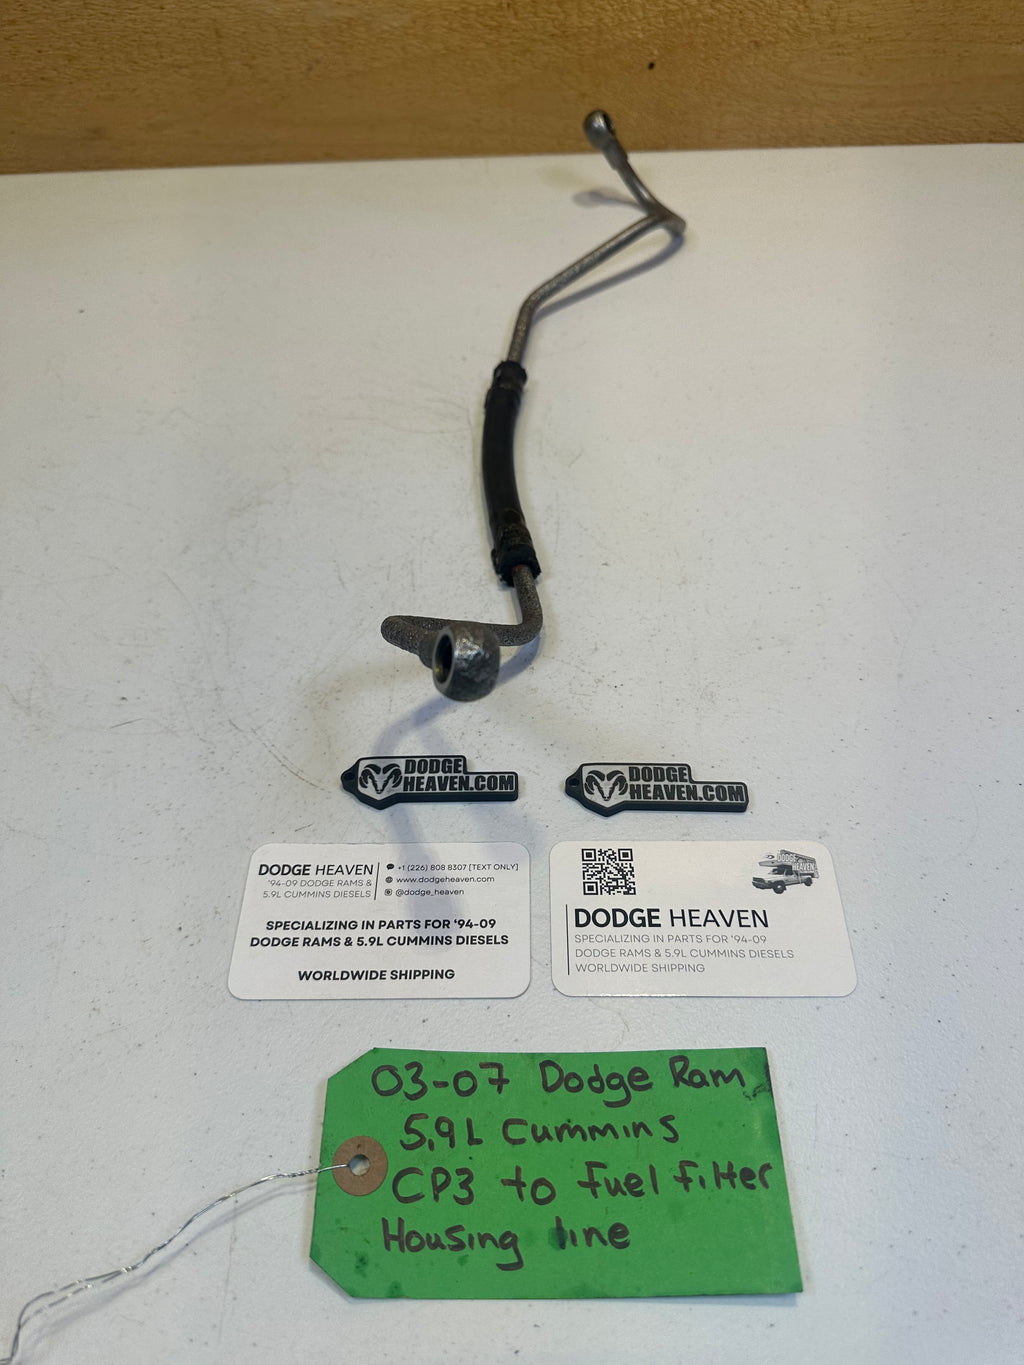 DODGE
HEAVEN.COM
DODGE
HEAVEN.COM
DODGE HEAVEN
'94-09 DODGE RAMS &
5.9L CUMMINS DIESELS
+1 (226) 808 8307 [TEXT ONLY]
www.dodgeheaven.com
@dodge_heaven
SPECIALIZING IN PARTS FOR '94-09
DODGE RAMS & 5.9L CUMMINS DIESELS
WORLDWIDE SHIPPING
DODGE
HEAVEN
DODGE HEAVEN
SPECIALIZING IN PARTS FOR '94-09
DODGE RAMS & 5.9L CUMMINS DIESELS
WORLDWIDE SHIPPING
03-07 Dodge Ram
5.9L Cummins
CP3 to Fuel Filter
Housing line